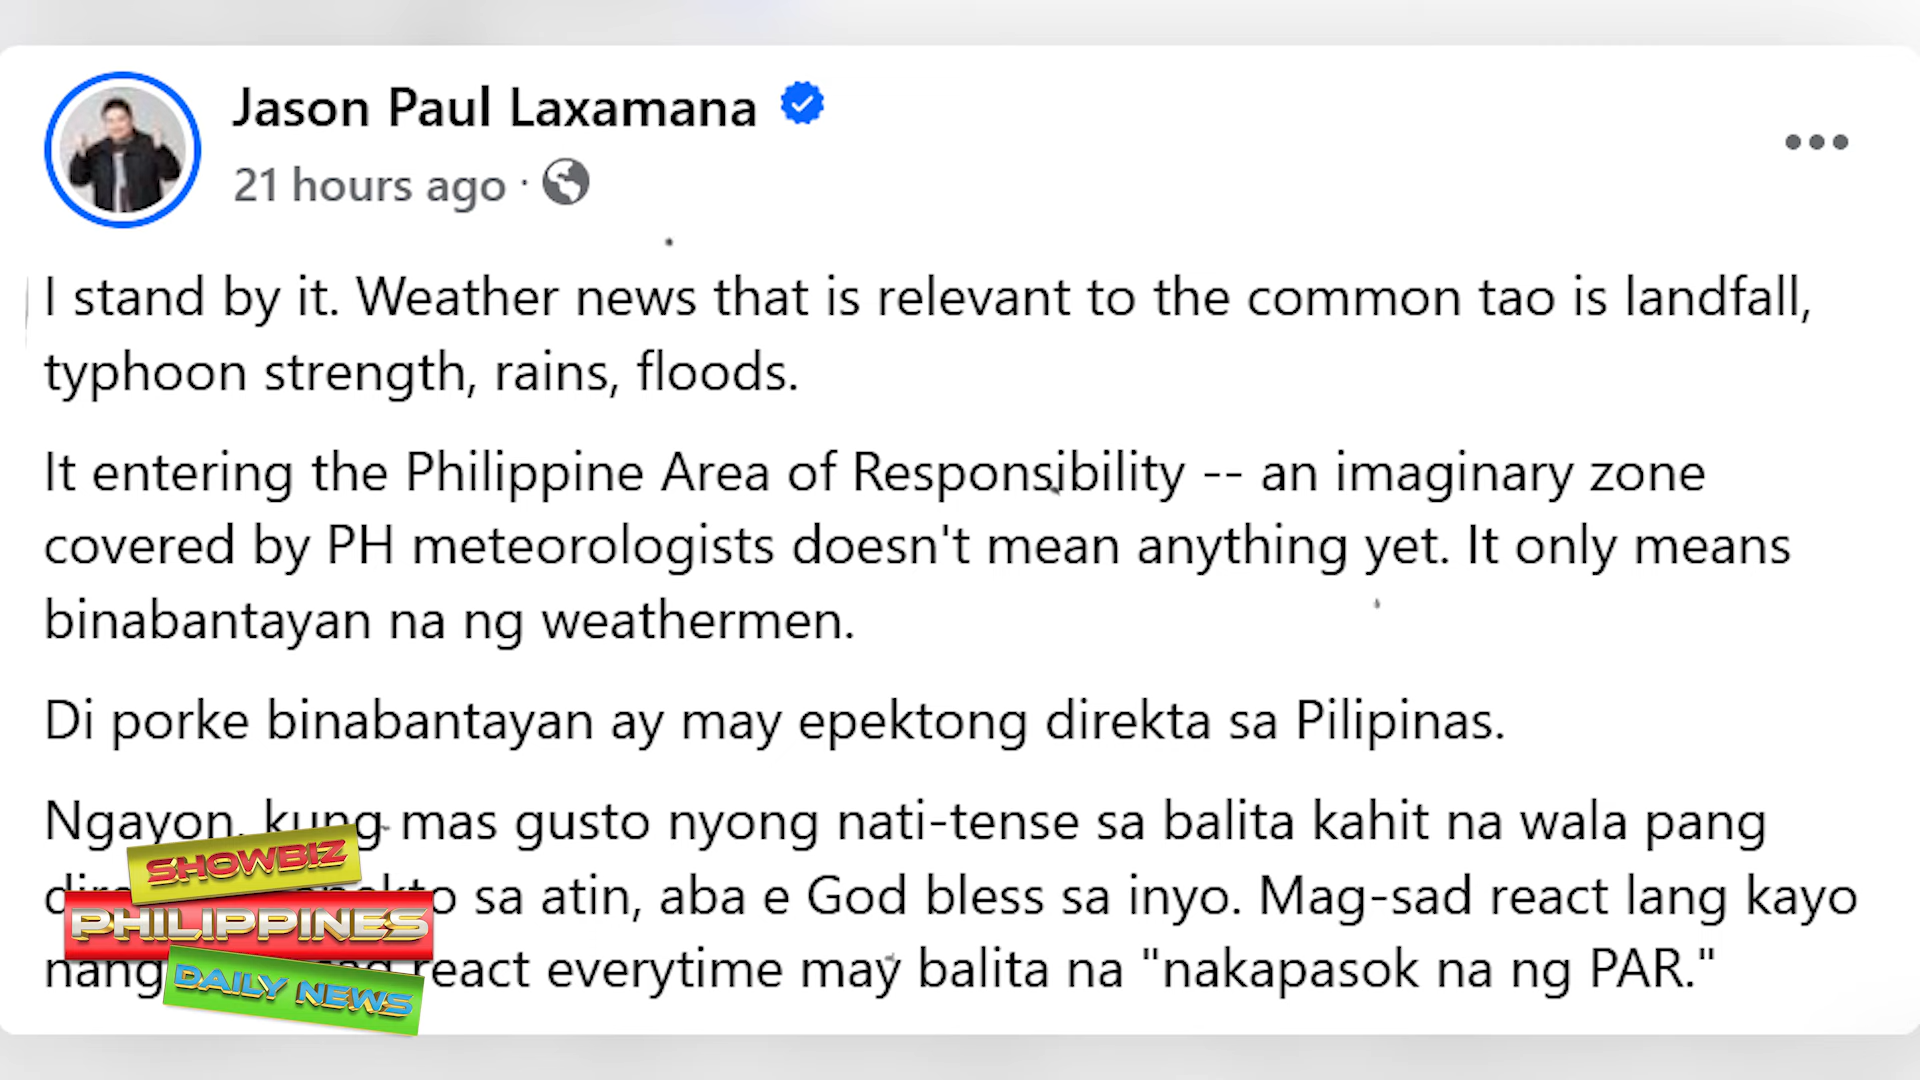 Jason Paul Laxamana
21 hours ago ·
I stand by it. Weather news that is relevant to the common tao is landfall,
typhoon strength, rains, floods.
It entering the Philippine Area of Responsibility -- an imaginary zone
covered by PH meteorologists doesn't mean anything yet. It only means
binabantayan na ng weathermen.
Di porke binabantayan ay may epektong direkta sa Pilipinas.
Ngayon, kung mas gusto nyong nati-tense sa balita kahit na wala pang
sa atin, aba e God bless sa inyo. Mag-sad react lang kayo
nang react everytime may balita na "nakapasok na ng PAR."
SHOWBIZ
PHILIPPINES
DAILY NEWS